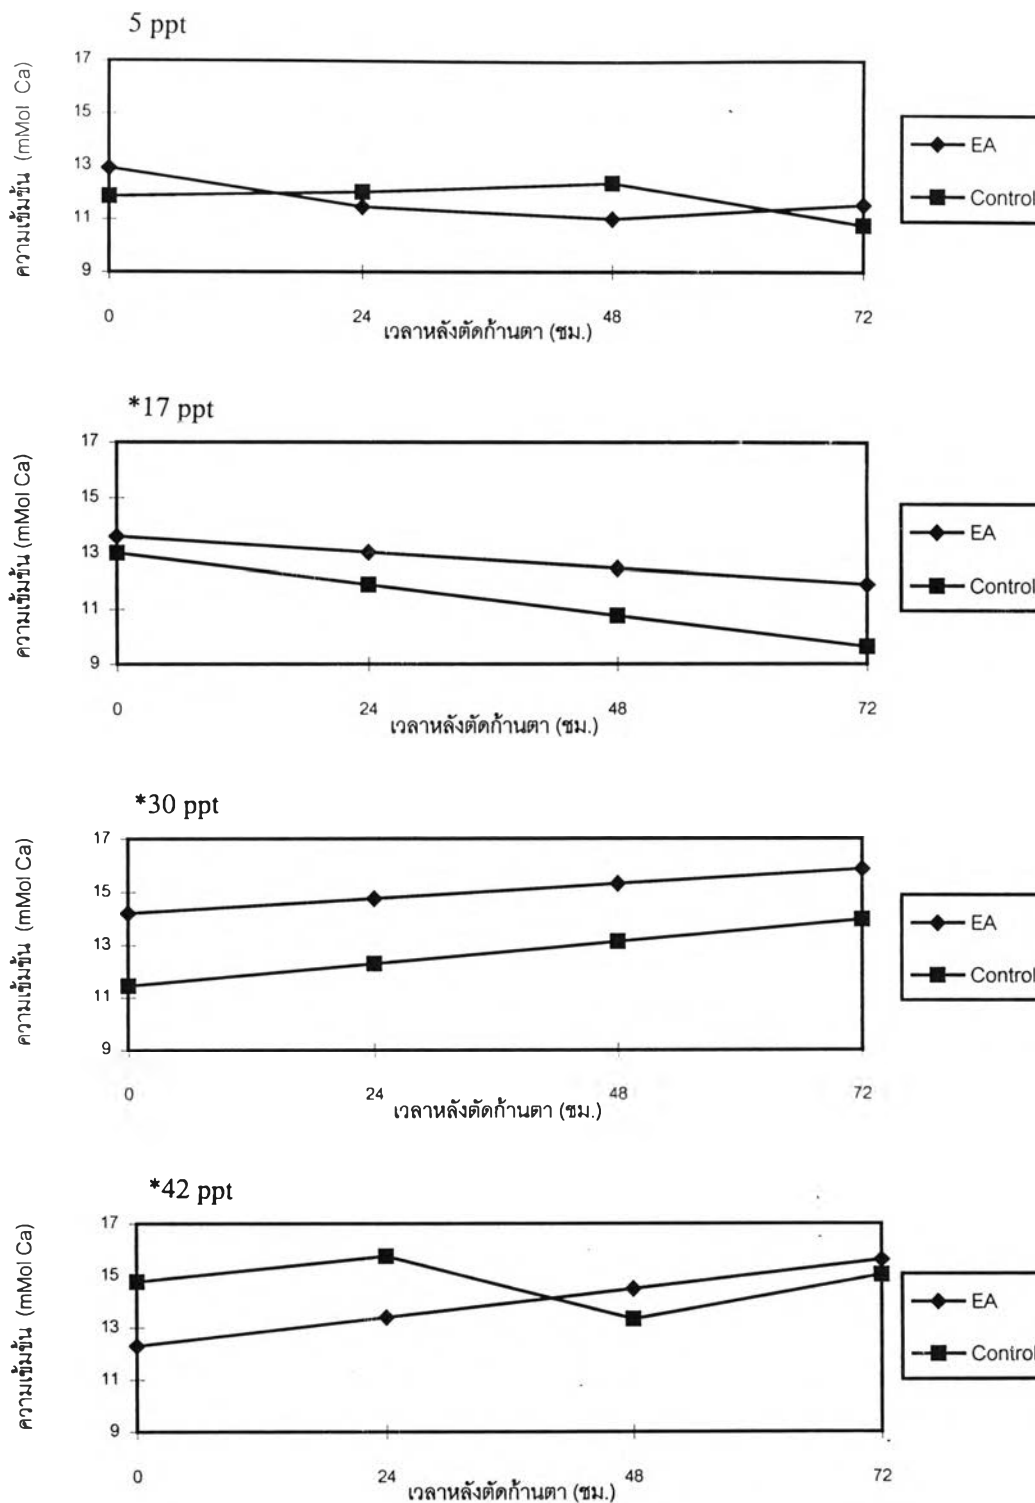 5 ppt
ความเข้มข้น (mMol Ca)
17
15
13
11
9
0 24 48 72
เวลาหลังตัดก้านตา (ชม.)
EA
Control
*17 ppt
ความเข้มข้น (mMol Ca)
17
15
13
11
9
0 24 48 72
เวลาหลังตัดก้านตา (ชม.)
EA
Control
*30 ppt
ความเข้มข้น (mMol Ca)
17
15
13
11
9
0 24 48 72
เวลาหลังตัดก้านตา (ชม.)
EA
Control
*42 ppt
ความเข้มข้น (mMol Ca)
17
15
13
11
9
0 24 48 72
เวลาหลังตัดก้านตา (ชม.)
EA
Control